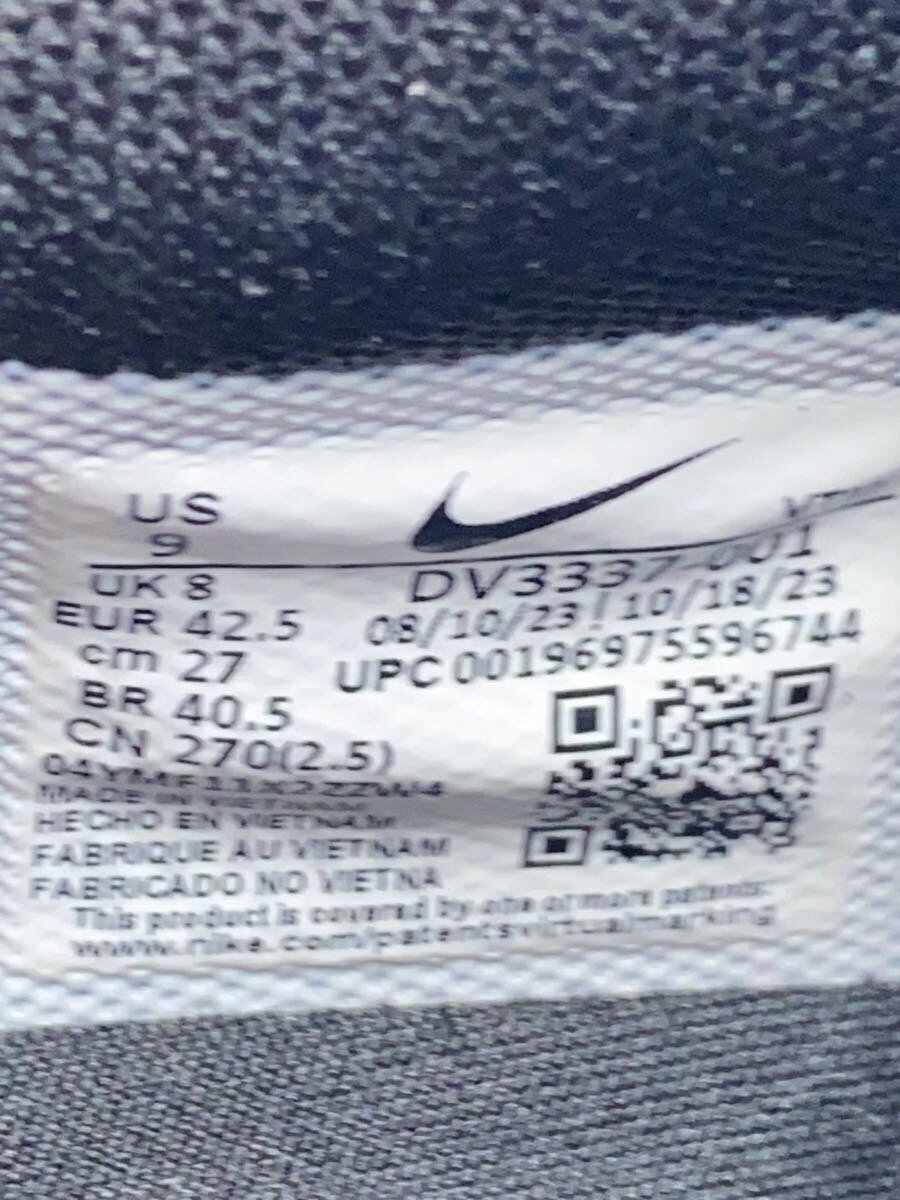 US
9
UK 8
EUR 42.5
cm 27
BR 40.5
CN 270(2.5)
DV3337-001
08/10/23 ! 10/18/23
UPC 00196975596744
MADE IN VIETNAM
HECHO EN VIETNAM
FABRIQUE AU VIETNAM
FABRICADO NO VIETNA
This product is covered by one or more patents:
www.nike.com/patentsvirtualmarking